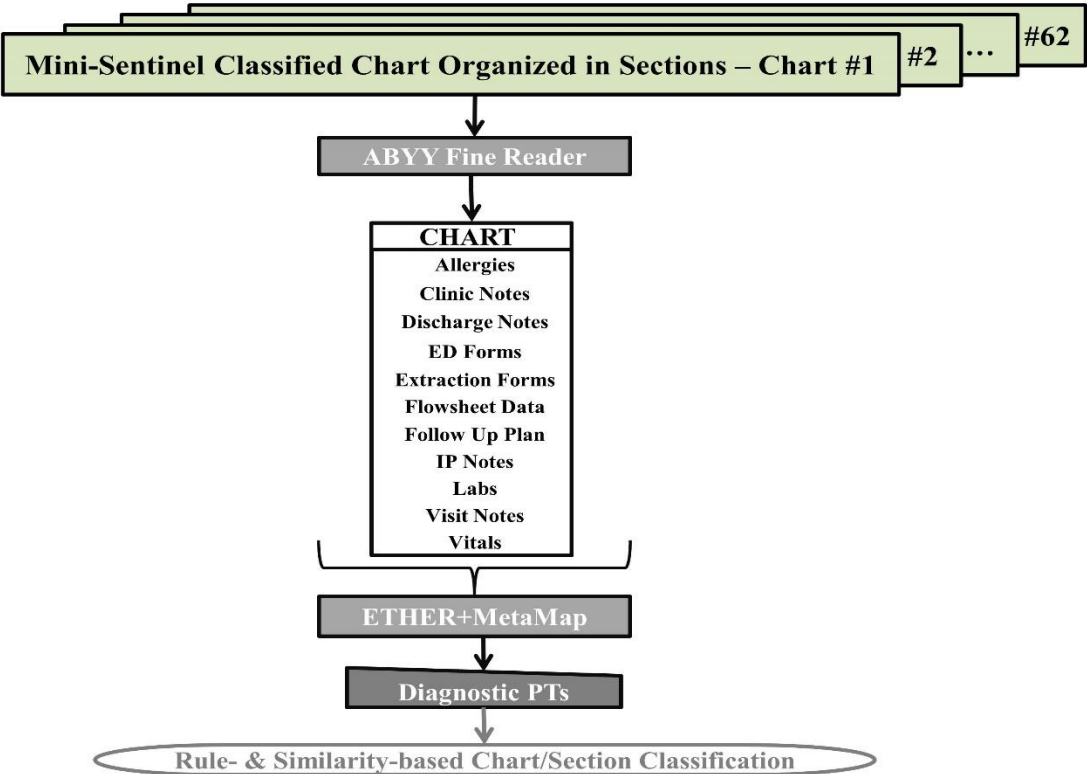 Mini-Sentinel Classified Chart Organized in Sections – Chart #1
#2
...
#62
ABYY Fine Reader
CHART
Allergies
Clinic Notes
Discharge Notes
ED Forms
Extraction Forms
Flowsheet Data
Follow Up Plan
IP Notes
Labs
Visit Notes
Vitals
ETHER+MetaMap
Diagnostic PTs
Rule- & Similarity-based Chart/Section Classification